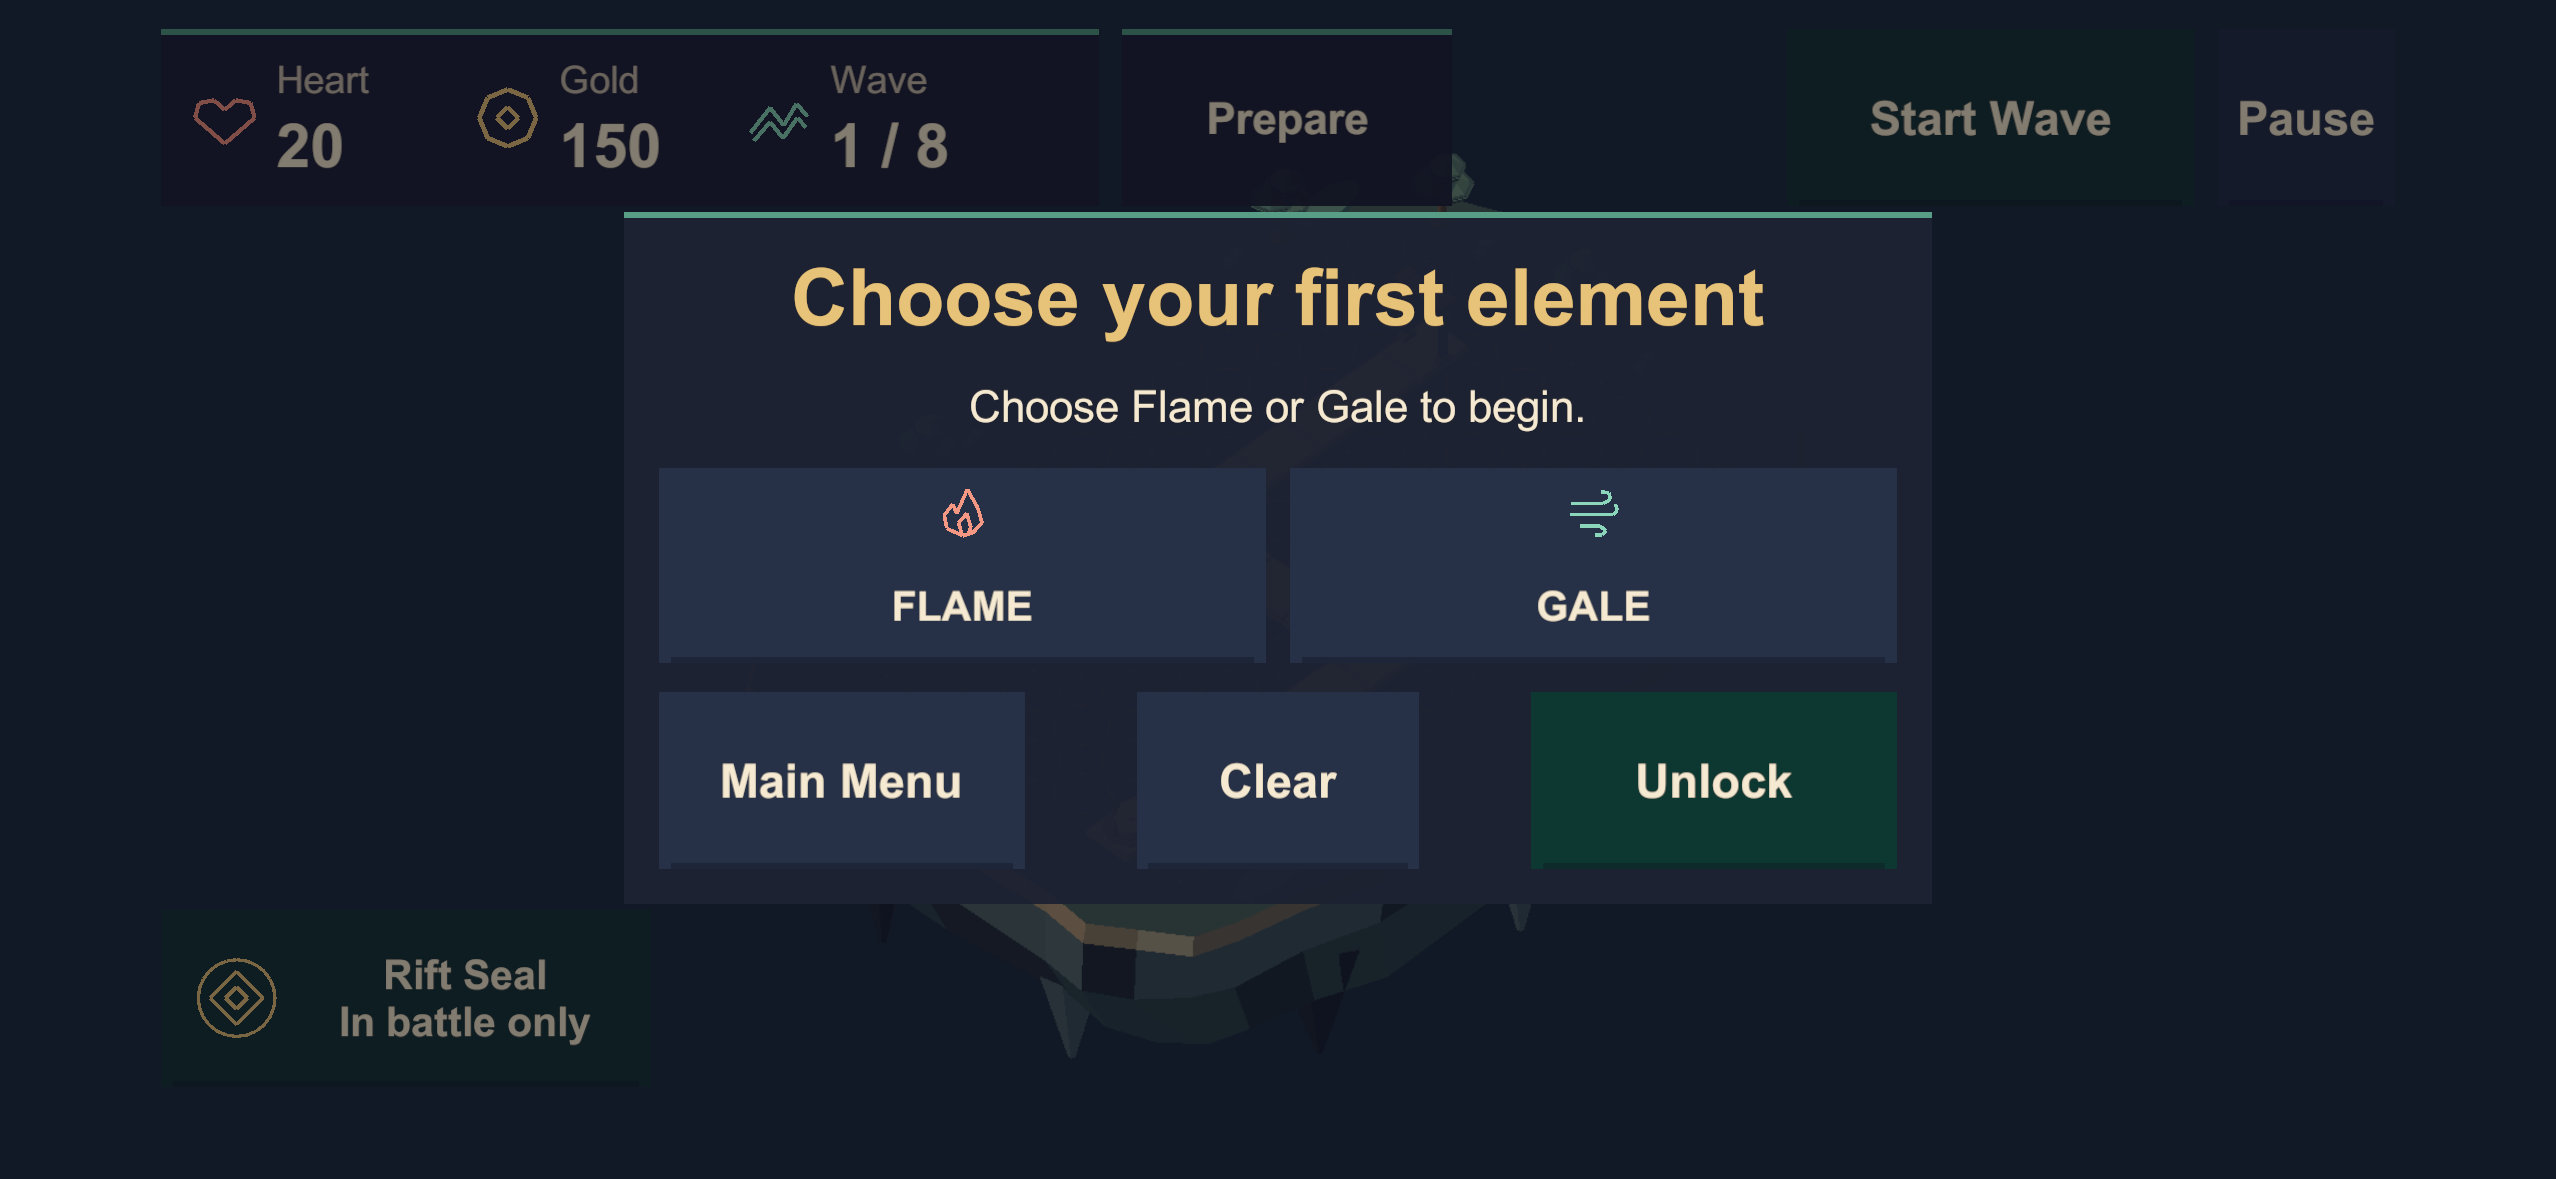 Heart
20
Gold
150
Wave
1 / 8
Prepare
Start Wave
Pause
Choose your first element
Choose Flame or Gale to begin.
FLAME
GALE
Main Menu
Clear
Unlock
Rift Seal
In battle only